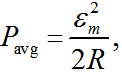 P_avg = ε_m^2 / 2R,